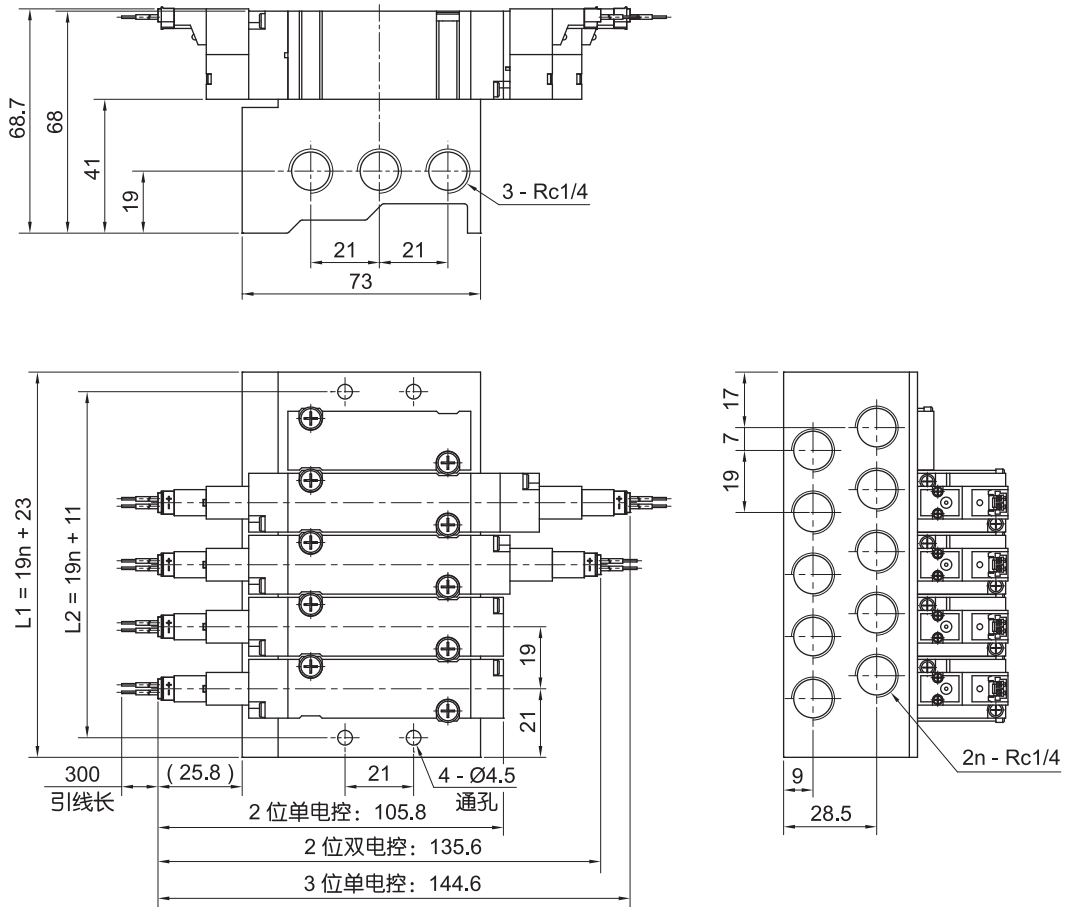 68.7
68
41
19
3 - Rc1/4
21
21
73
L1 = 19n + 23
L2 = 19n + 11
19
21
300
引线长
( 25.8 )
21
4 - Ø4.5
通孔
2 位单电控：105.8
2 位双电控：135.6
3 位单电控：144.6
17
7
19
2n - Rc1/4
9
28.5